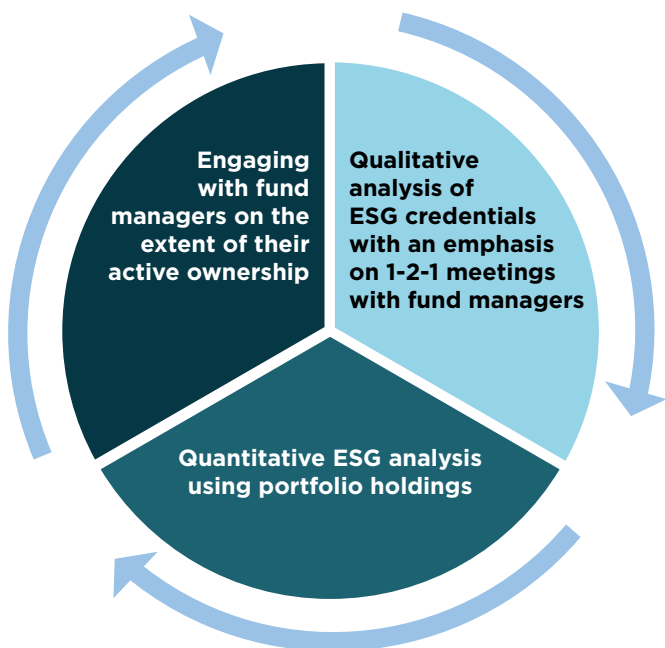 Engaging
with fund
managers on the
extent of their
active ownership
Qualitative
analysis of
ESG credentials
with an emphasis
on 1-2-1 meetings
with fund managers
Quantitative ESG analysis
using portfolio holdings